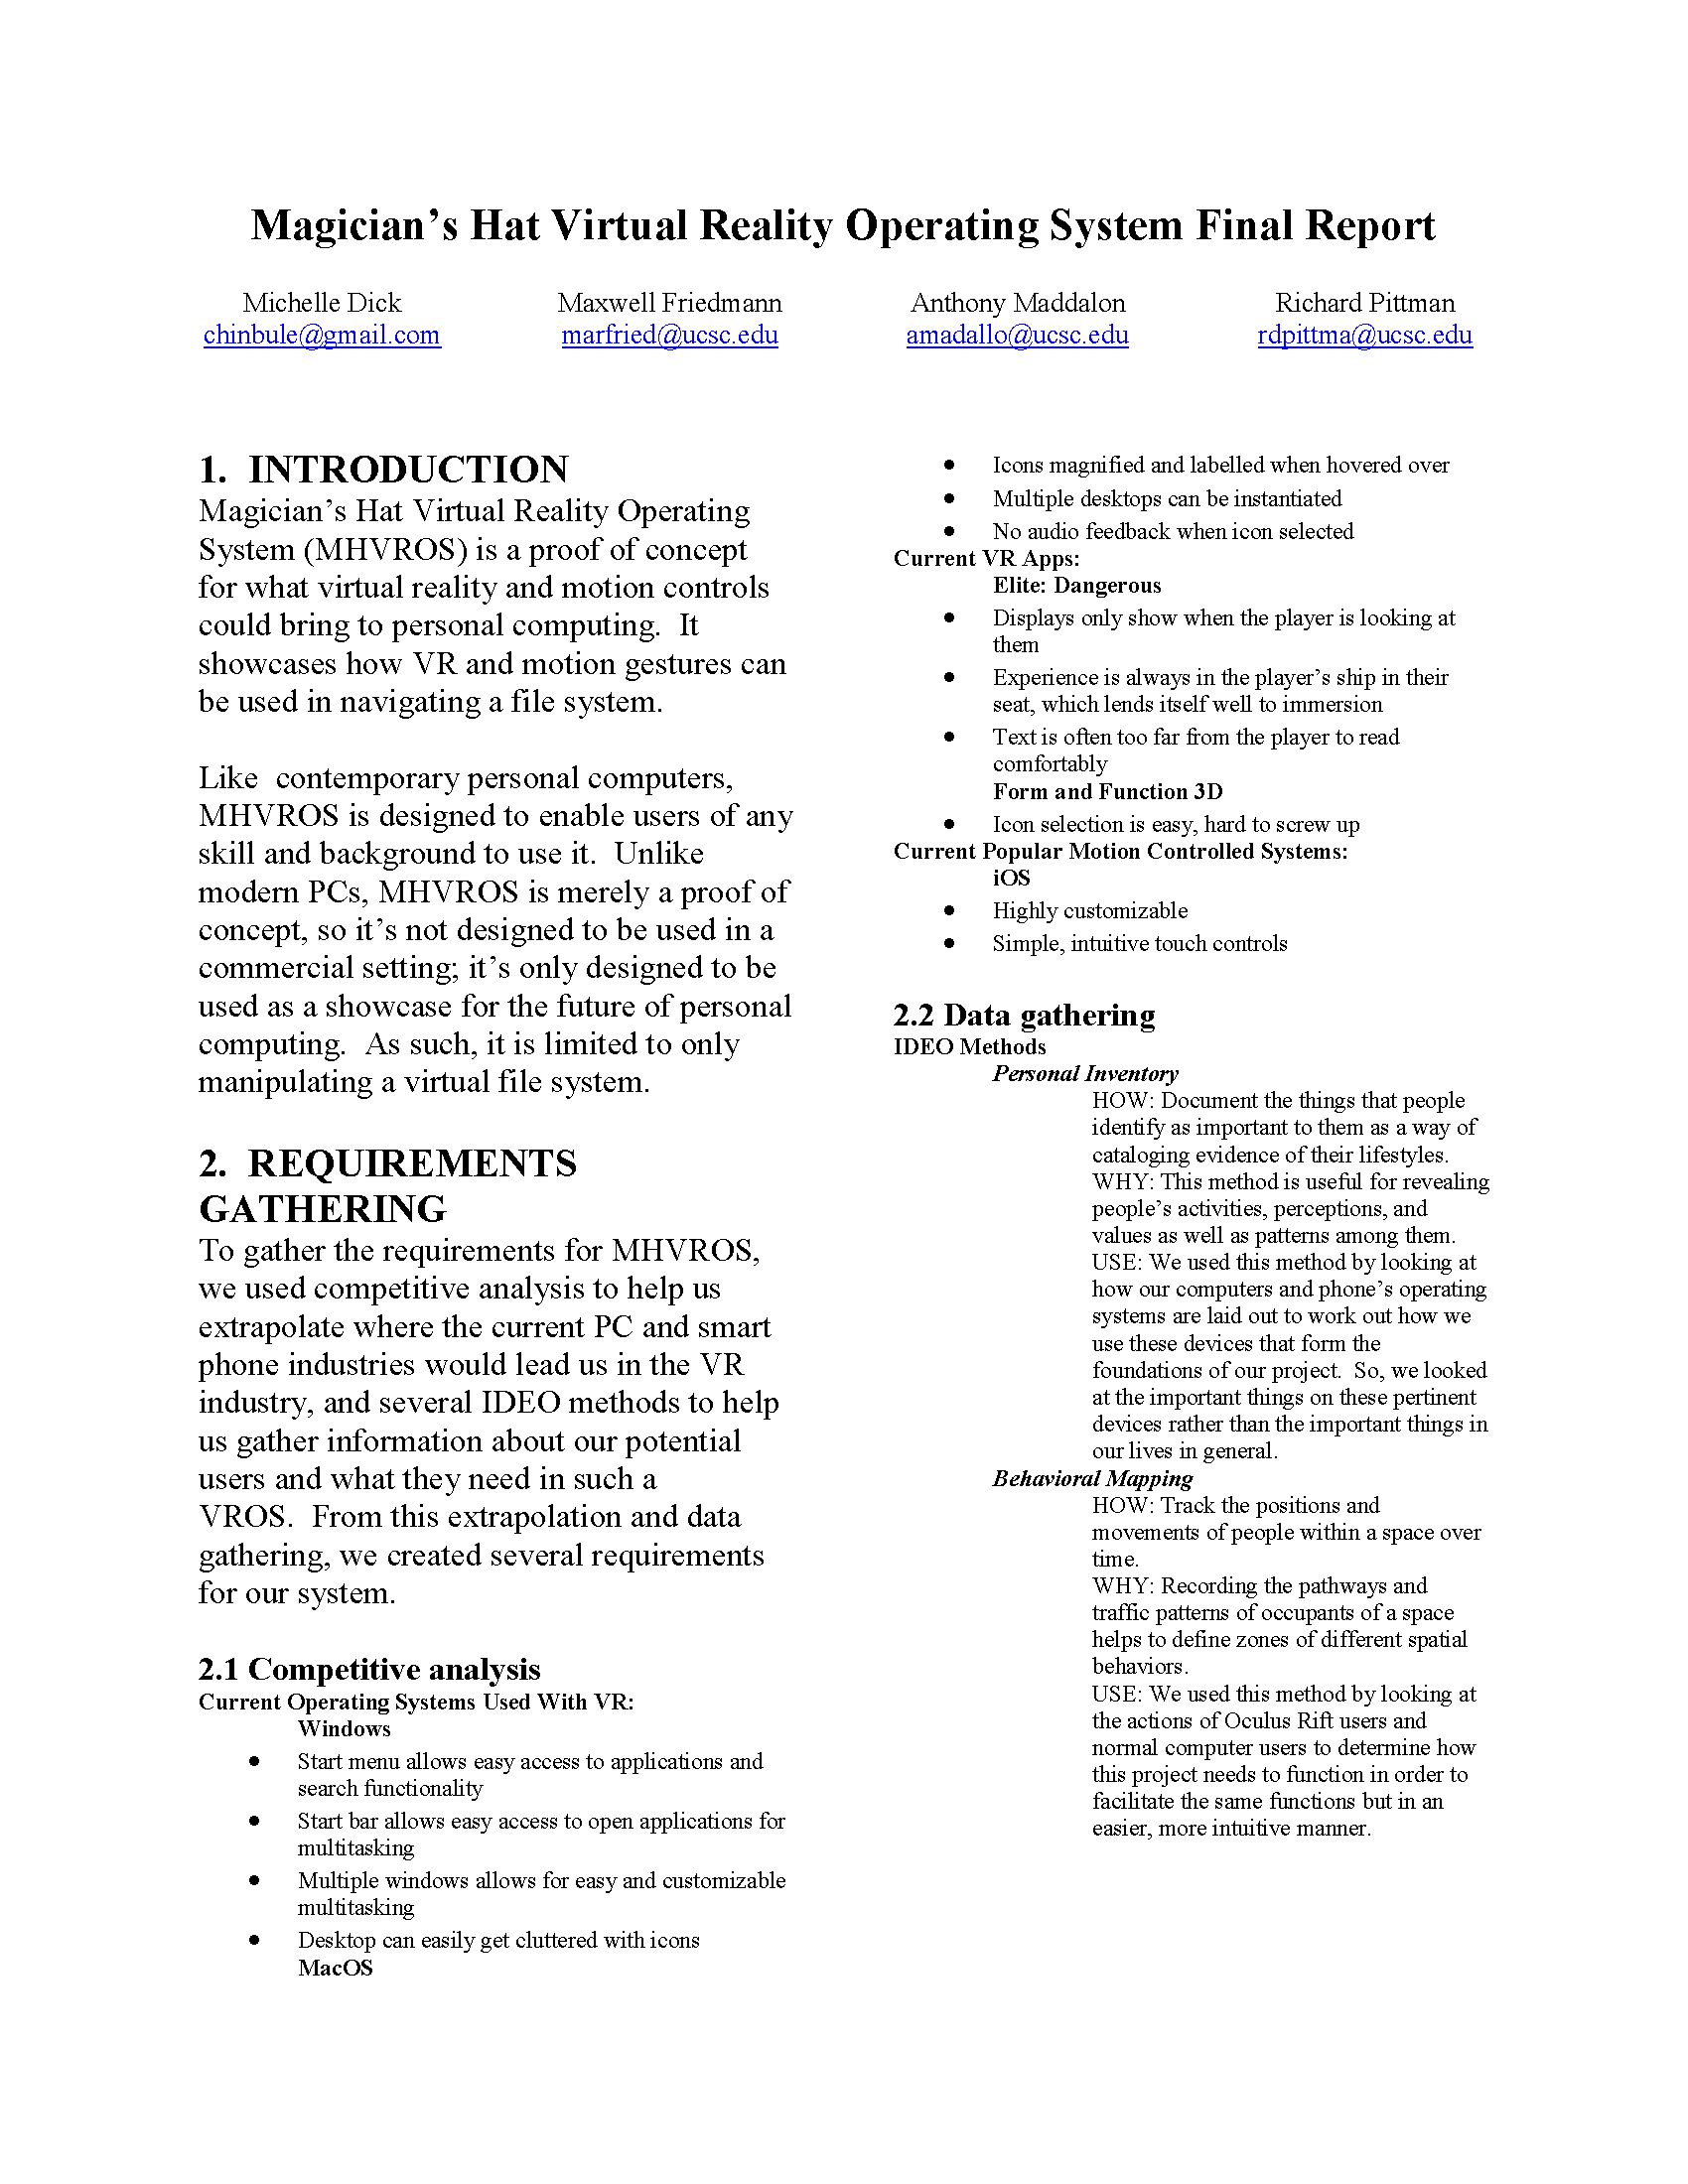 Magician’s Hat Virtual Reality Operating System Final Report
Michelle Dick
chinbule@gmail.com
Maxwell Friedmann
marfried@ucsc.edu
Anthony Maddalon
amadallo@ucsc.edu
Richard Pittman
rdpittma@ucsc.edu
1. INTRODUCTION
Magician’s Hat Virtual Reality Operating
System (MHVROS) is a proof of concept
for what virtual reality and motion controls
could bring to personal computing. It
showcases how VR and motion gestures can
be used in navigating a file system.
Like contemporary personal computers,
MHVROS is designed to enable users of any
skill and background to use it. Unlike
modern PCs, MHVROS is merely a proof of
concept, so it’s not designed to be used in a
commercial setting; it’s only designed to be
used as a showcase for the future of personal
computing. As such, it is limited to only
manipulating a virtual file system.
2. REQUIREMENTS
GATHERING
To gather the requirements for MHVROS,
we used competitive analysis to help us
extrapolate where the current PC and smart
phone industries would lead us in the VR
industry, and several IDEO methods to help
us gather information about our potential
users and what they need in such a
VROS. From this extrapolation and data
gathering, we created several requirements
for our system.
2.1 Competitive analysis
Current Operating Systems Used With VR:
Windows
● Start menu allows easy access to applications and
search functionality
● Start bar allows easy access to open applications for
multitasking
● Multiple windows allows for easy and customizable
multitasking
● Desktop can easily get cluttered with icons
MacOS
● Icons magnified and labelled when hovered over
● Multiple desktops can be instantiated
● No audio feedback when icon selected
Current VR Apps:
Elite: Dangerous
● Displays only show when the player is looking at
them
● Experience is always in the player’s ship in their
seat, which lends itself well to immersion
● Text is often too far from the player to read
comfortably
Form and Function 3D
● Icon selection is easy, hard to screw up
Current Popular Motion Controlled Systems:
iOS
● Highly customizable
● Simple, intuitive touch controls
2.2 Data gathering
IDEO Methods
Personal Inventory
HOW: Document the things that people
identify as important to them as a way of
cataloging evidence of their lifestyles.
WHY: This method is useful for revealing
people’s activities, perceptions, and
values as well as patterns among them.
USE: We used this method by looking at
how our computers and phone’s operating
systems are laid out to work out how we
use these devices that form the
foundations of our project. So, we looked
at the important things on these pertinent
devices rather than the important things in
our lives in general.
Behavioral Mapping
HOW: Track the positions and
movements of people within a space over
time.
WHY: Recording the pathways and
traffic patterns of occupants of a space
helps to define zones of different spatial
behaviors.
USE: We used this method by looking at
the actions of Oculus Rift users and
normal computer users to determine how
this project needs to function in order to
facilitate the same functions but in an
easier, more intuitive manner.